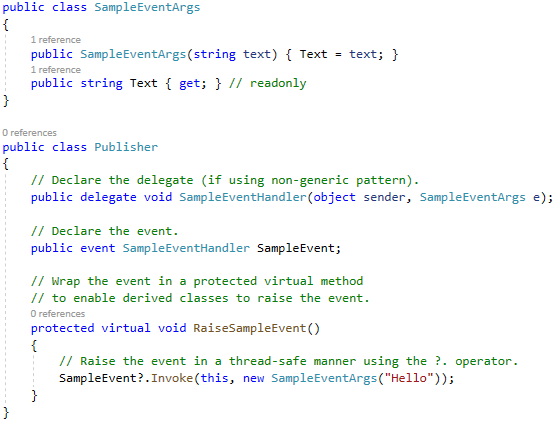 public class SampleEventArgs
{
1 reference
public SampleEventArgs(string text) { Text = text; }
1 reference
public string Text { get; } // readonly
}
0 references
public class Publisher
{
// Declare the delegate (if using non-generic pattern).
public delegate void SampleEventHandler(object sender, SampleEventArgs e);
// Declare the event.
public event SampleEventHandler SampleEvent;
// Wrap the event in a protected virtual method
// to enable derived classes to raise the event.
0 references
protected virtual void RaiseSampleEvent()
{
// Raise the event in a thread-safe manner using the ?. operator.
SampleEvent?.Invoke(this, new SampleEventArgs("Hello"));
}
}